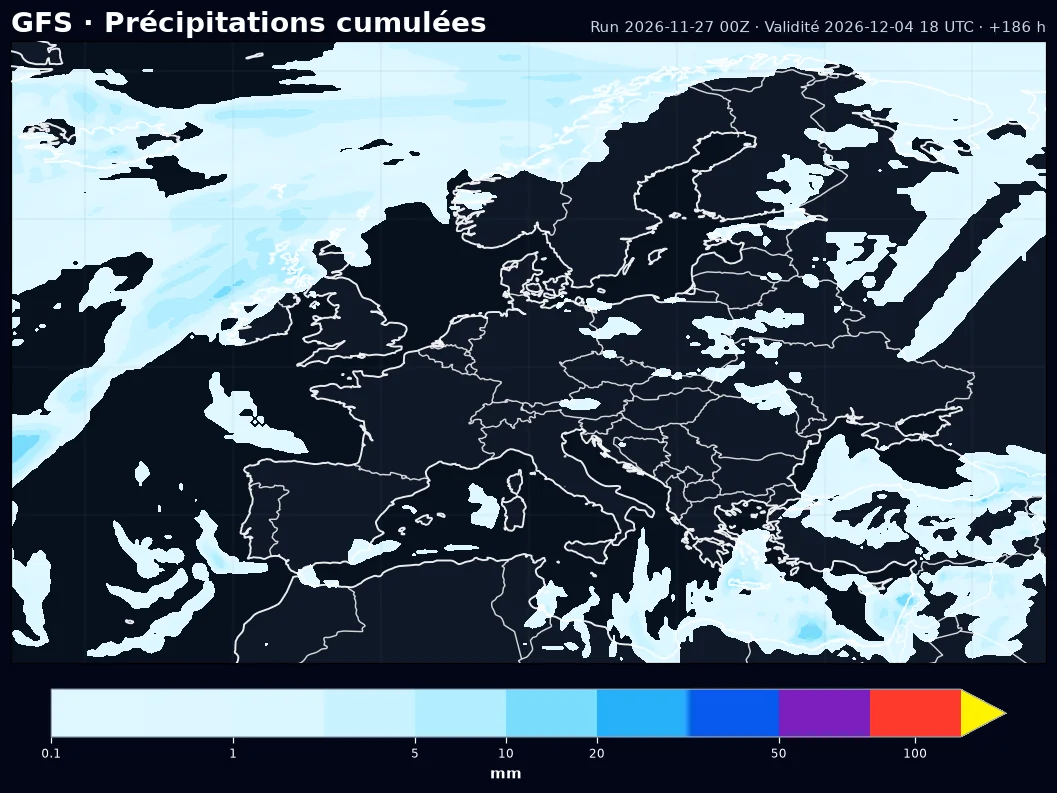 GFS · Précipitations cumulées
Run 2026-11-27 00Z · Validité 2026-12-04 18 UTC · +186 h
0.1 1 5 10 20 50 100
mm